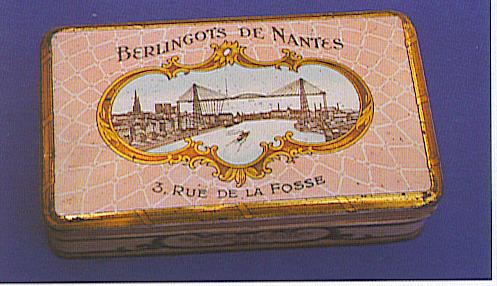 BERLINGOTS DE NANTES
3, RUE DE LA FOSSE